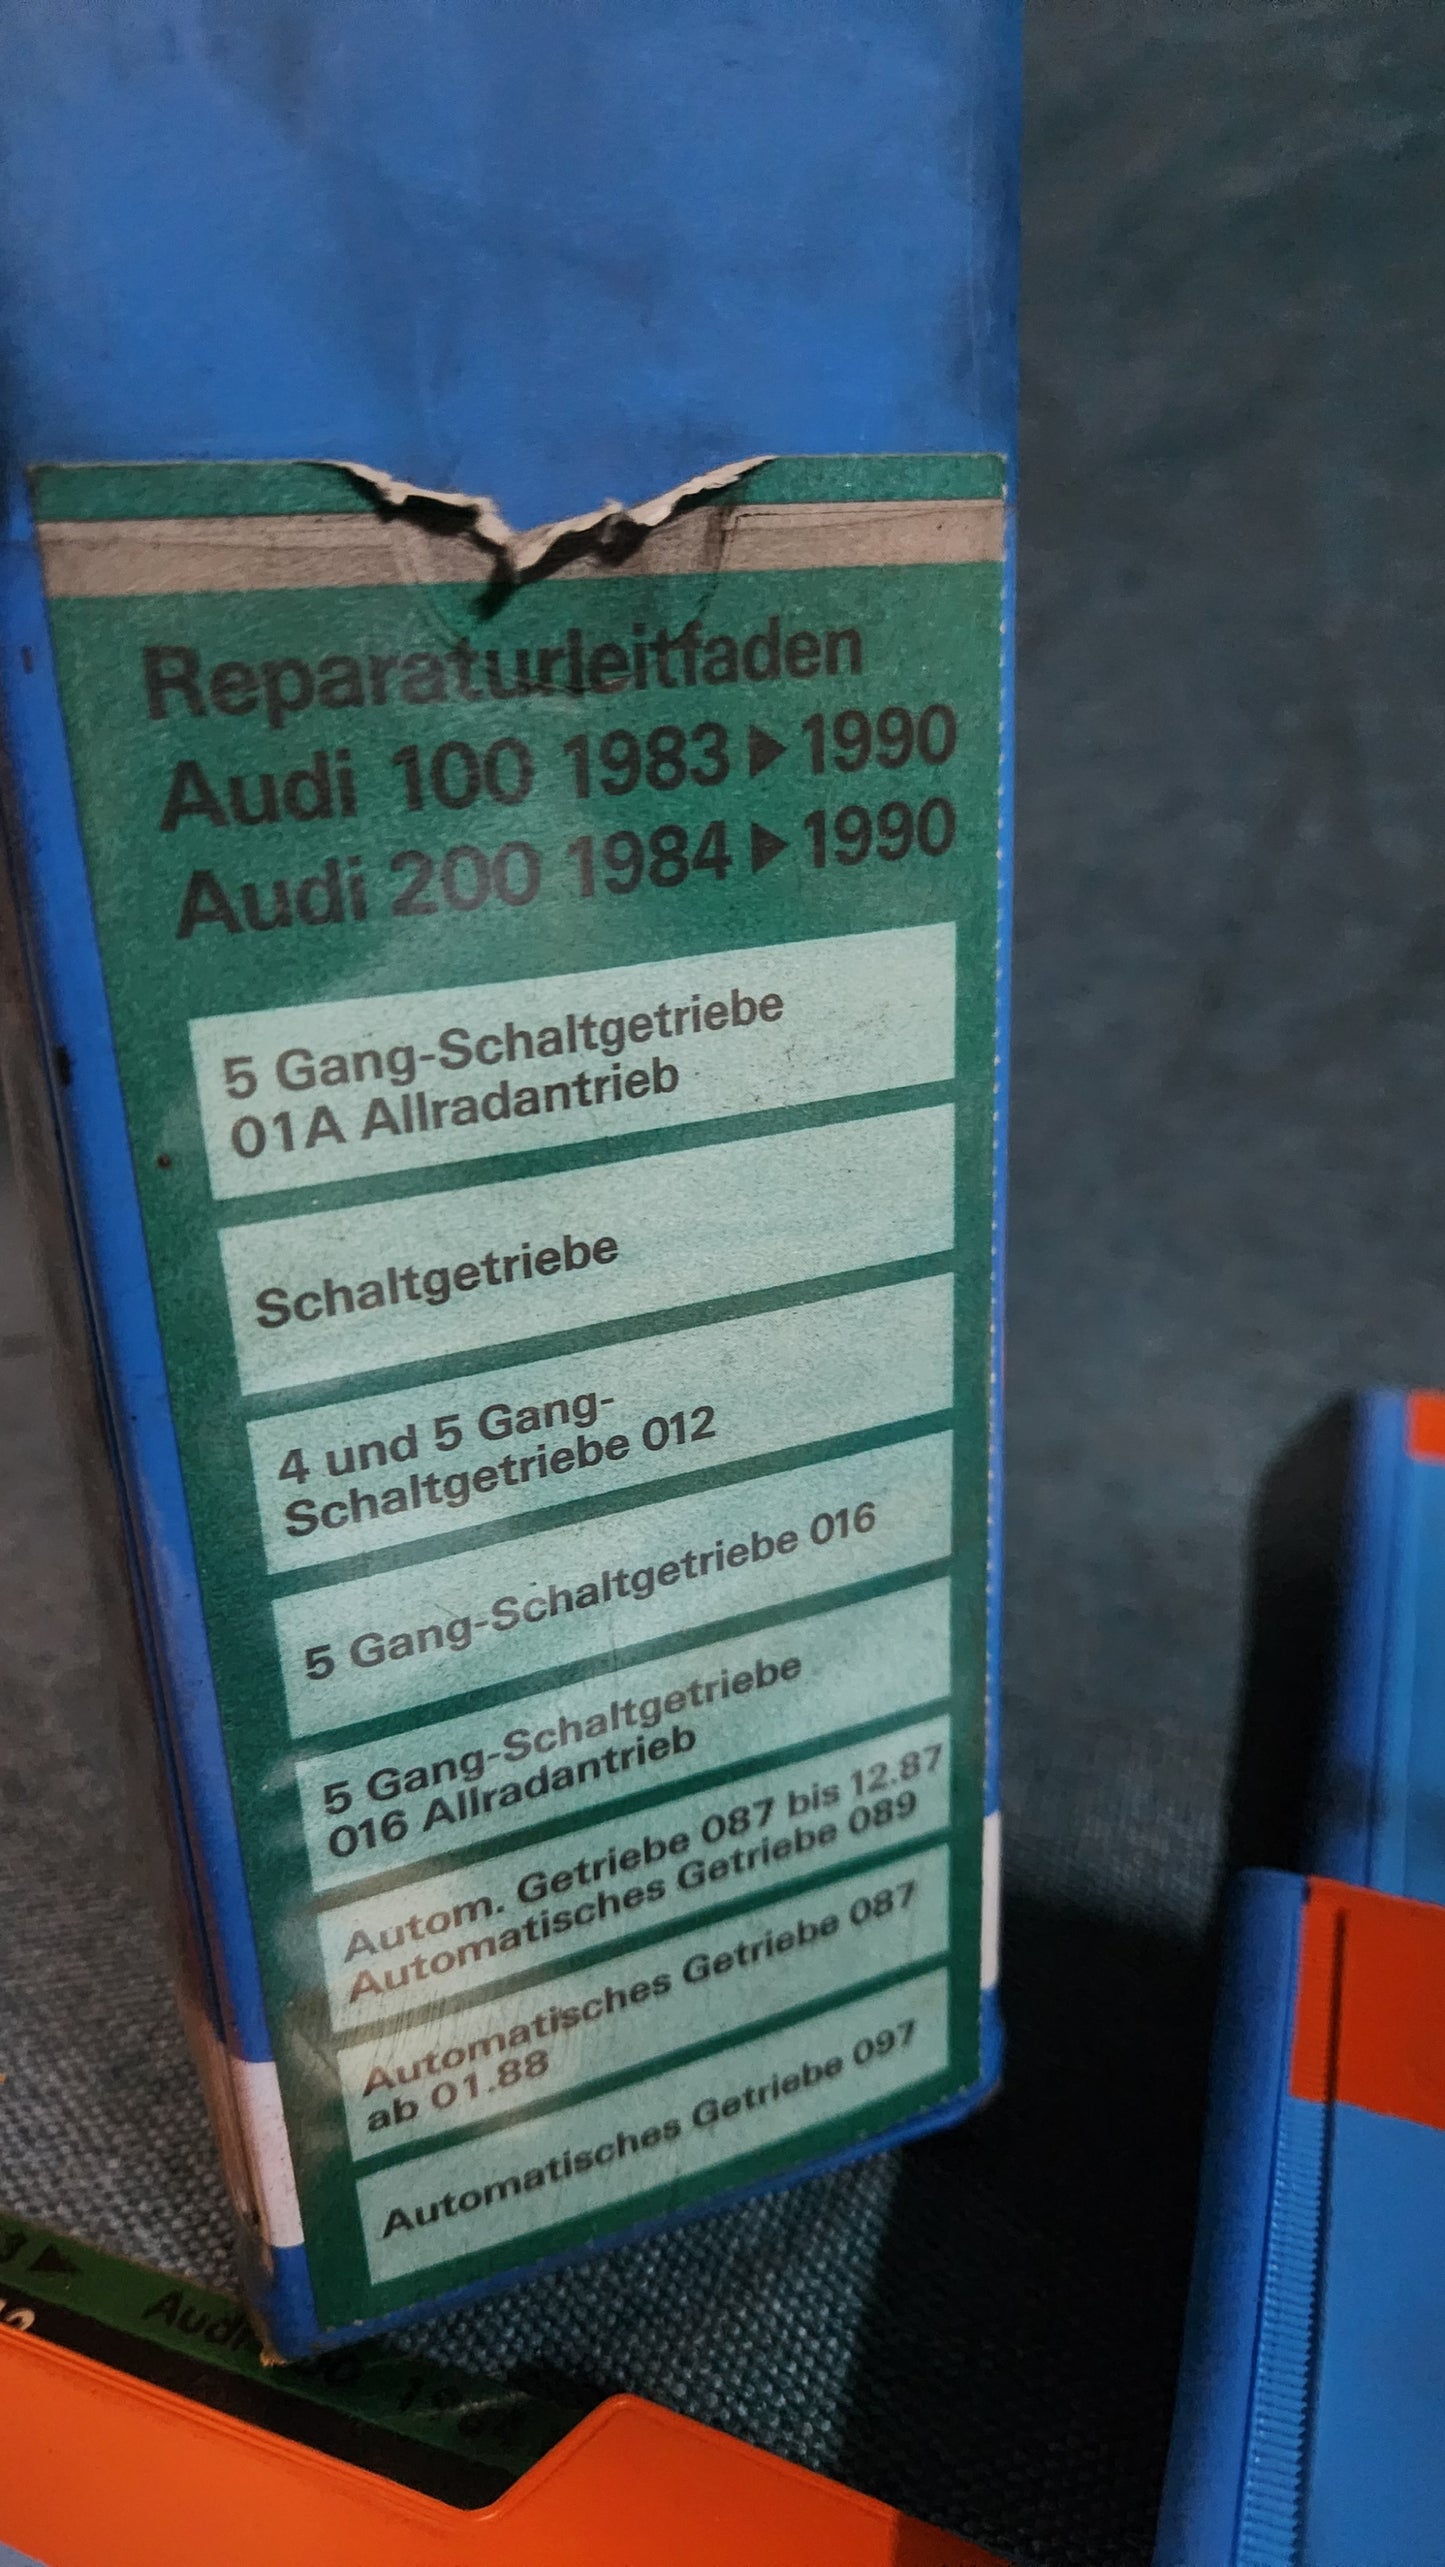 Reparaturleitfaden
Audi 100 1983▶1990
Audi 200 1984▶1990
5 Gang-Schaltgetriebe
01A Allradantrieb
Schaltgetriebe
4 und 5 Gang-
Schaltgetriebe 012
5 Gang-Schaltgetriebe 016
5 Gang-Schaltgetriebe
016 Allradantrieb
Autom. Getriebe 087 bis 12.87
Automatisches Getriebe 089
Automatisches Getriebe 087
ab 01.88
Automatisches Getriebe 097
Audi